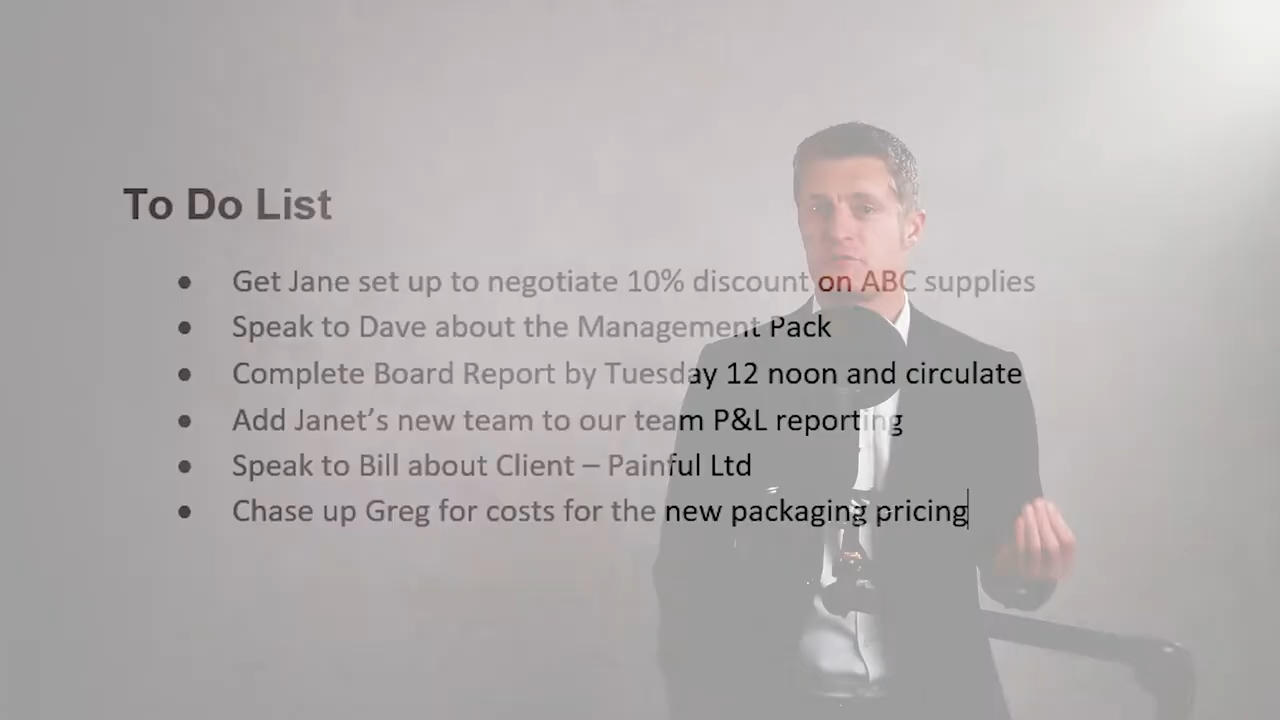 To Do List
● Get Jane set up to negotiate 10% discount on ABC supplies
● Speak to Dave about the Management Pack
● Complete Board Report by Tuesday 12 noon and circulate
● Add Janet’s new team to our team P&L reporting
● Speak to Bill about Client – Painful Ltd
● Chase up Greg for costs for the new packaging pricing